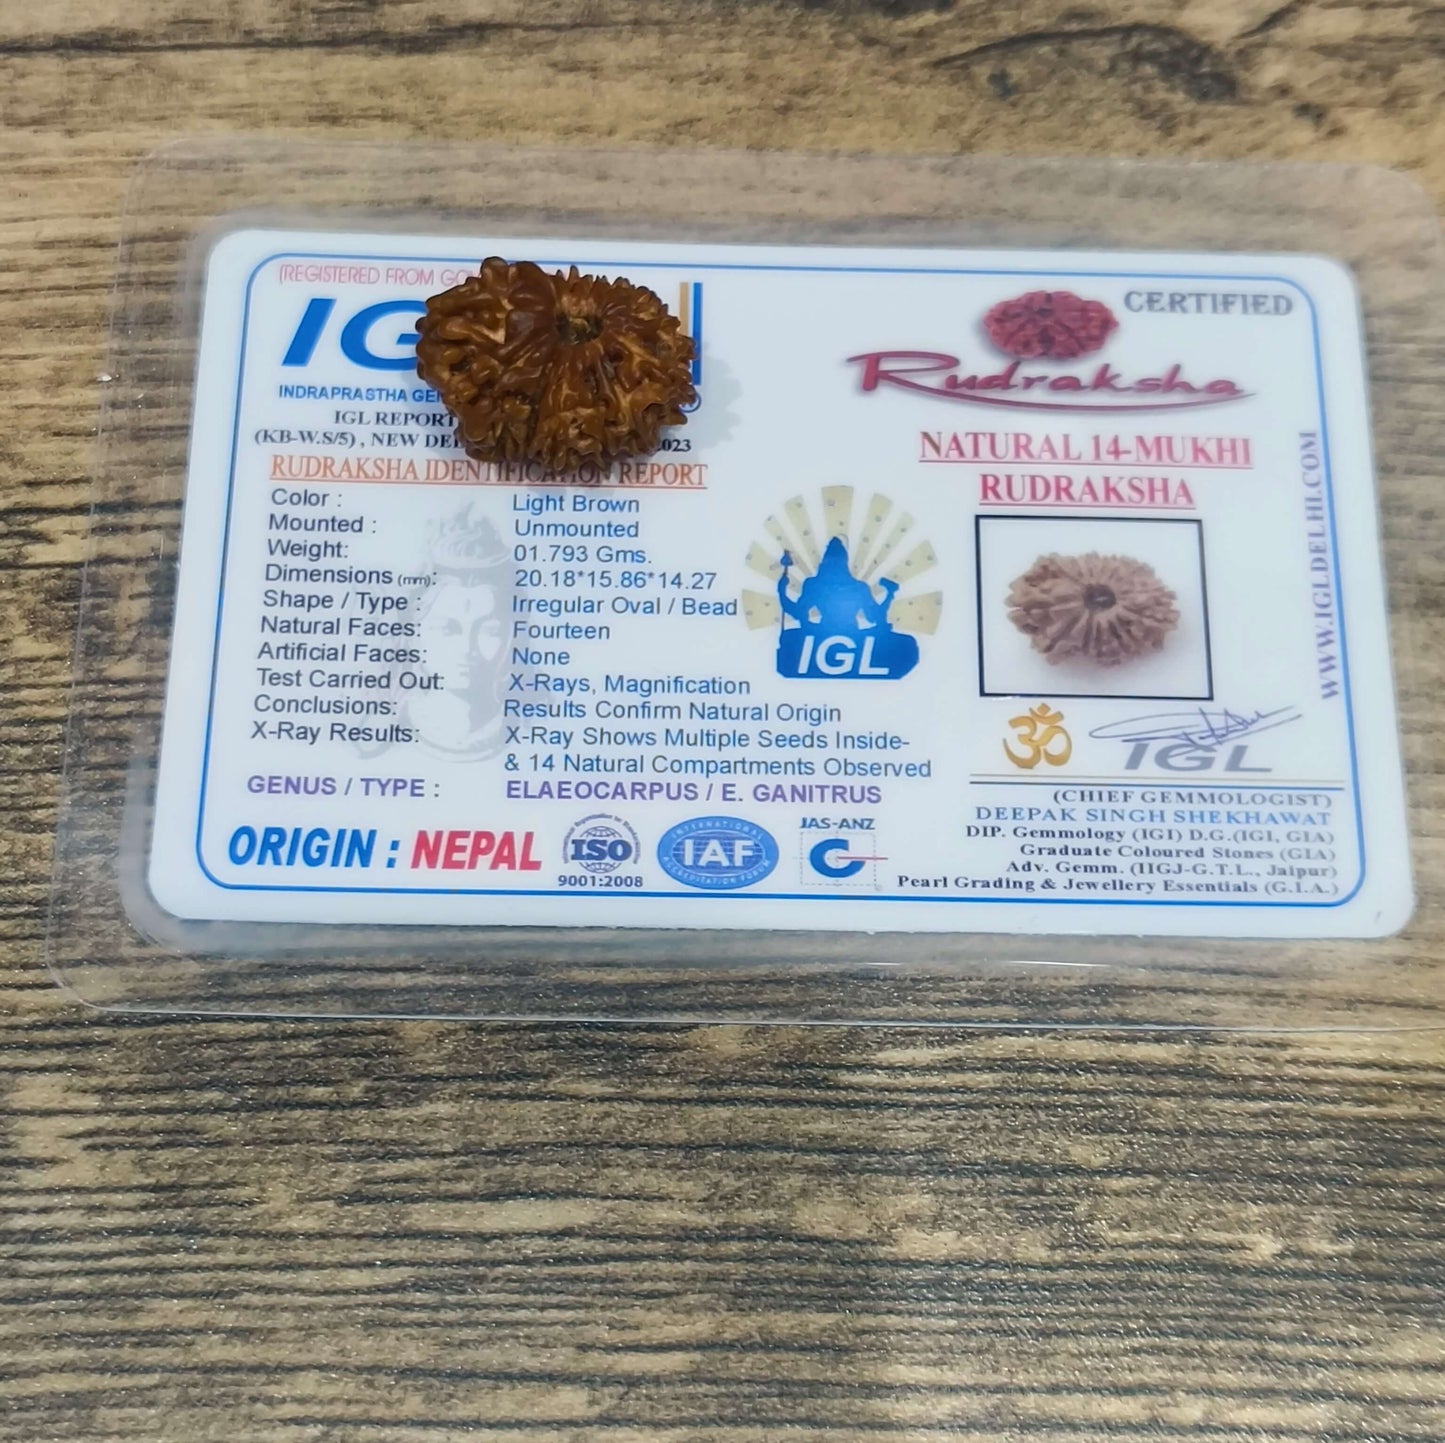 (REGISTERED FROM
IG
INDRAPRASTHA
IGL REPORT
(KB-W.S/5) , NEW 2023
RUDRAKSHA IDENTIFICATION REPORT
Color : Light Brown
Mounted : Unmounted
Weight: 01.793 Gms.
Dimensions (mm): 20.18*15.86*14.27
Shape / Type : Irregular Oval / Bead
Natural Faces: Fourteen
Artificial Faces: None
Test Carried Out: X-Rays, Magnification
Conclusions: Results Confirm Natural Origin
X-Ray Results: X-Ray Shows Multiple Seeds Inside-
& 14 Natural Compartments Observed
GENUS / TYPE : ELAEOCARPUS / E. GANITRUS
ORIGIN : NEPAL
ISO
9001:2008
INTERNATIONAL
IAF
ACCREDITATION FORUM
JAS-ANZ
IGL
CERTIFIED
Rudraksha
NATURAL 14-MUKHI
RUDRAKSHA
ॐ
IGL
(CHIEF GEMMOLOGIST)
DEEPAK SINGH SHEKHAWAT
DIP. Gemmology (IGI) D.G.(IGI, GIA)
Graduate Coloured Stones (GIA)
Adv. Gemm. (IIGJ-G.T.L., Jaipur)
Pearl Grading & Jewellery Essentials (G.I.A.)
WWW.IGLDELHI.COM